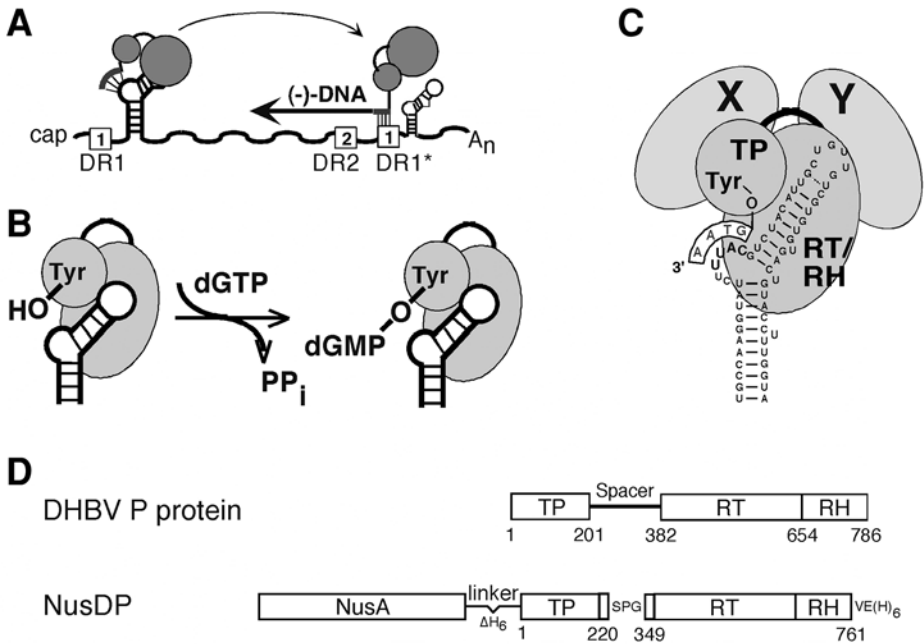 A
cap
1
DR1
(-)-DNA
2
DR2
1
DR1*
An
B
Tyr
HO
dGTP
PPi
Tyr
O
dGMP
C
X
Y
TP
Tyr
O
A A T G
3'
RT/
RH
D
DHBV P protein
TP
Spacer
RT
RH
1
201
382
654
786
NusDP
NusA
linker
ΔH6
TP
SPG
RT
RH
VE(H)6
1
220
349
761